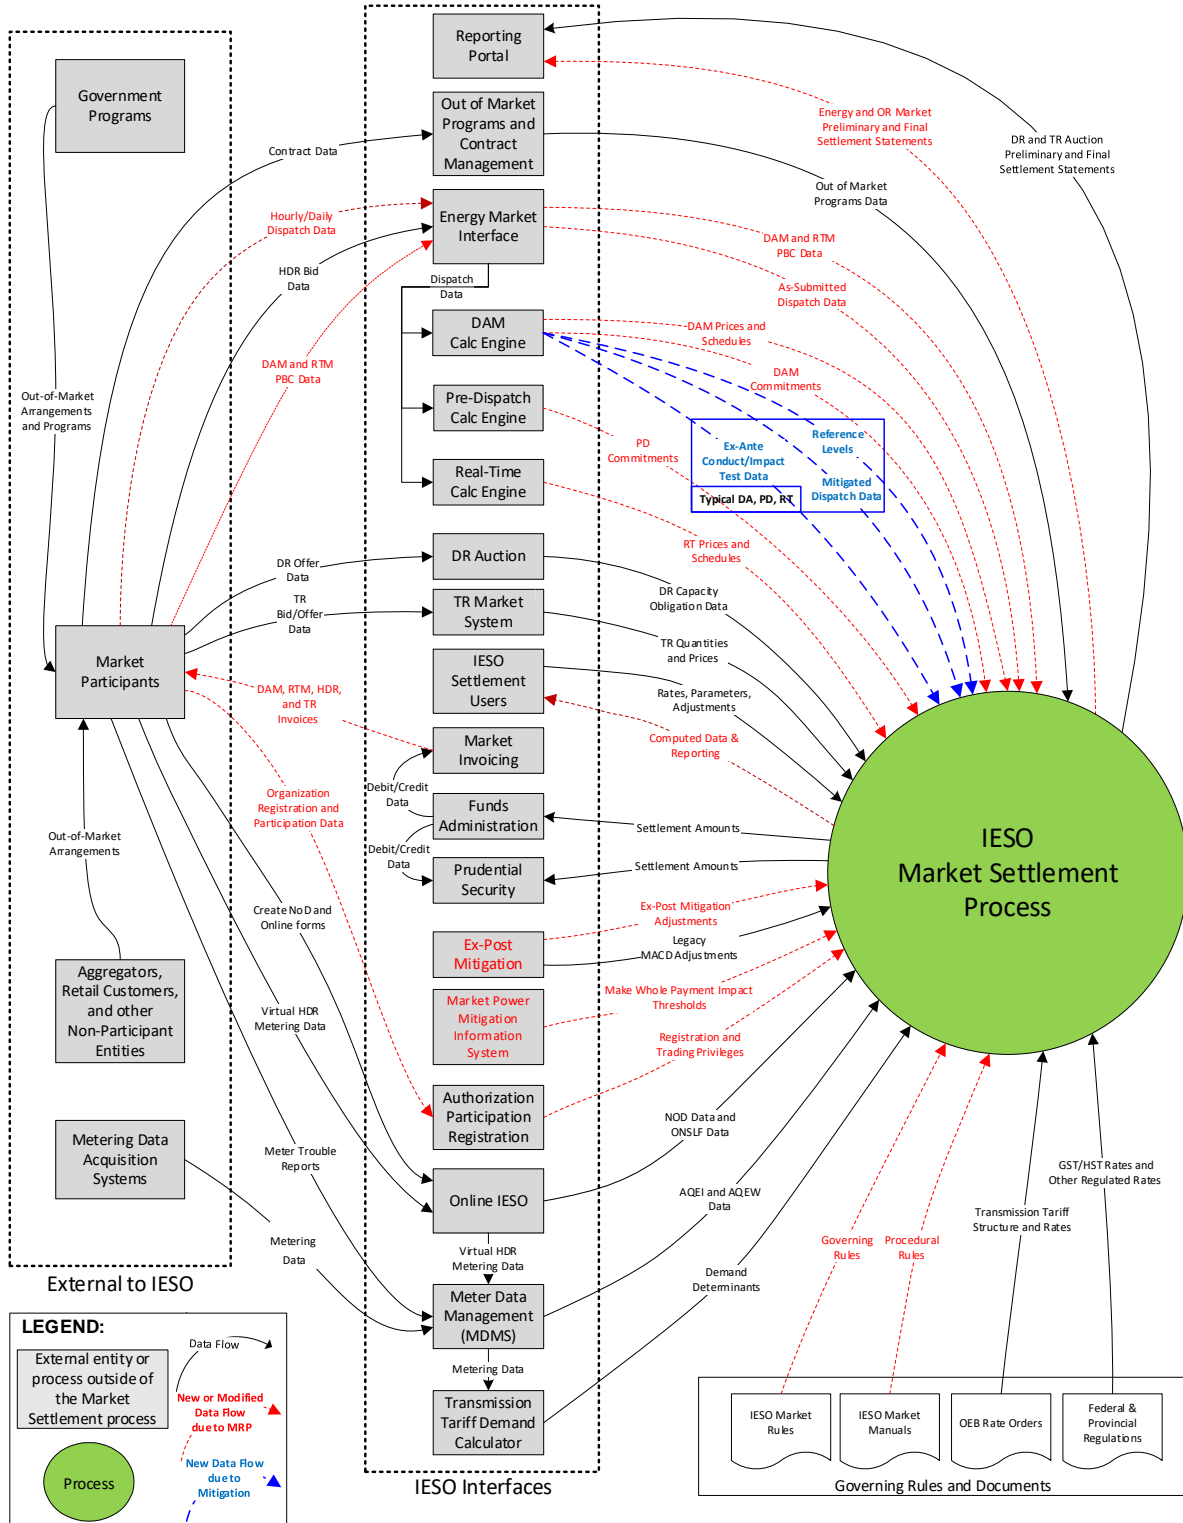 Reporting
Portal
Government
Programs
Out of Market
Programs and
Contract
Management
Contract Data
Energy and OR Market
Preliminary and Final
Settlement Statements
DR and TR Auction
Preliminary and Final
Settlement Statements
Out of Market
Programs Data
Hourly/Daily
Dispatch Data
Energy Market
Interface
HDR Bid
Data
DAM and RTM
PBC Data
As-Submitted
Dispatch Data
Dispatch
Data
DAM
Calc Engine
DAM Prices and
Schedules
DAM and RTM
PBC Data
DAM
Commitments
Out-of-Market
Arrangements
and Programs
Pre-Dispatch
Calc Engine
PD
Commitments
Ex-Ante
Conduct/Impact
Test Data
Reference
Levels
Mitigated
Dispatch Data
Typical DA, PD, RT
Real-Time
Calc Engine
RT Prices and
Schedules
DR Offer
Data
DR Auction
DR Capacity
Obligation Data
TR
Bid/Offer
Data
TR Market
System
TR Quantities
and Prices
Market
Participants
IESO
Settlement
Users
Rates, Parameters,
Adjustments
DAM, RTM, HDR,
and TR
Invoices
Computed Data &
Reporting
Market
Invoicing
Debit/Credit
Data
Organization
Registration and
Participation Data
Funds
Administration
Settlement Amounts
Out-of-Market
Arrangements
Debit/Credit
Data
Prudential
Security
Settlement Amounts
IESO
Market Settlement
Process
Create NoD and
Online forms
Ex-Post Mitigation
Adjustments
Ex-Post
Mitigation
Legacy
MACD Adjustments
Aggregators,
Retail Customers,
and other
Non-Participant
Entities
Virtual HDR
Metering Data
Market Power
Mitigation
Information
System
Make Whole Payment Impact
Thresholds
Registration and
Trading Privileges
Authorization
Participation
Registration
Metering Data
Acquisition
Systems
Meter Trouble
Reports
NOD Data and
ONSLF Data
Online IESO
AQEI and AQEW
Data
GST/HST Rates and
Other Regulated Rates
Transmission Tariff
Structure and Rates
Metering
Data
Virtual HDR
Metering Data
Governing
Rules
Procedural
Rules
Demand
Determinants
External to IESO
Meter Data
Management
(MDMS)
Metering Data
Transmission
Tariff Demand
Calculator
IESO Interfaces
LEGEND:
External entity or
process outside of
the Market
Settlement process
Data Flow
New or Modified
Data Flow
due to MRP
Process
New Data Flow
due to
Mitigation
IESO Market
Rules
IESO Market
Manuals
OEB Rate Orders
Federal &
Provincial
Regulations
Governing Rules and Documents